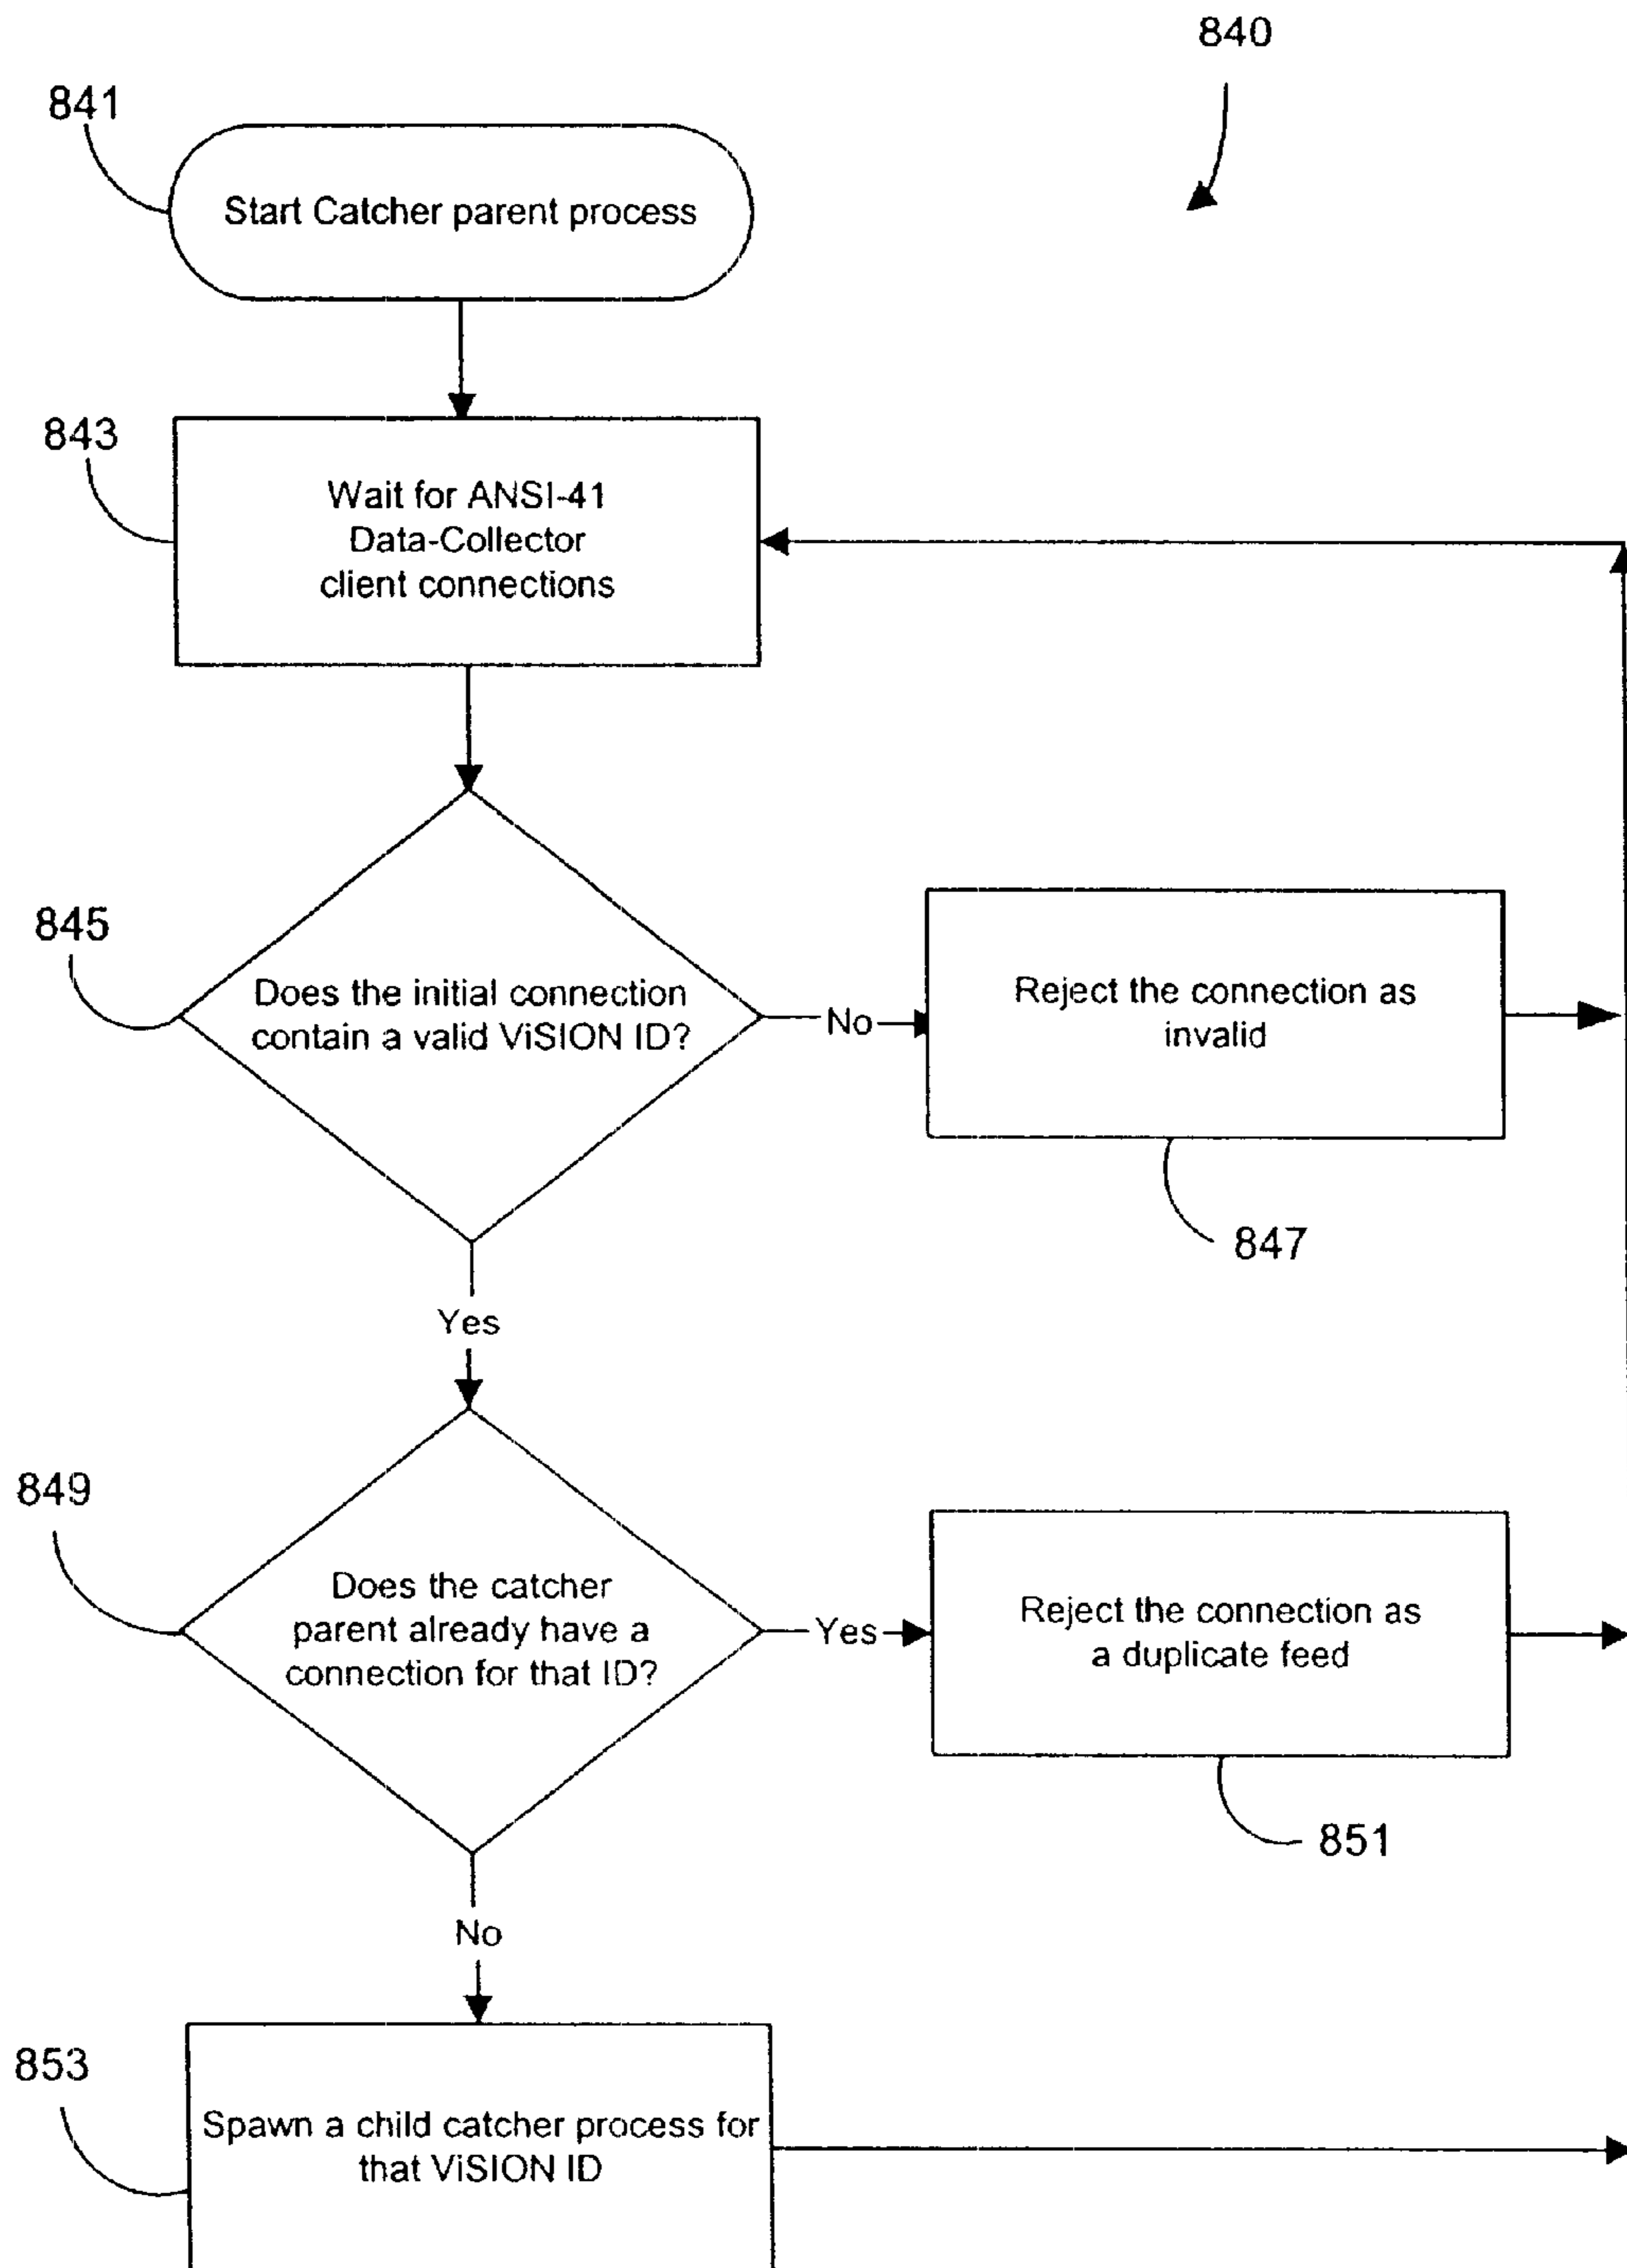 840
841
Start Catcher parent process
843
Wait for ANSI-41
Data-Collector
client connections
845
Does the initial connection
contain a valid ViSION ID?
No
Reject the connection as
invalid
847
Yes
849
Does the catcher
parent already have a
connection for that ID?
Yes
Reject the connection as
a duplicate feed
851
No
853
Spawn a child catcher process for
that ViSION ID